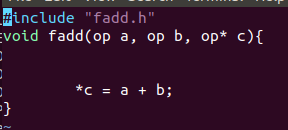 #include "fadd.h"
void fadd(op a, op b, op* c){
*c = a + b;
}
~